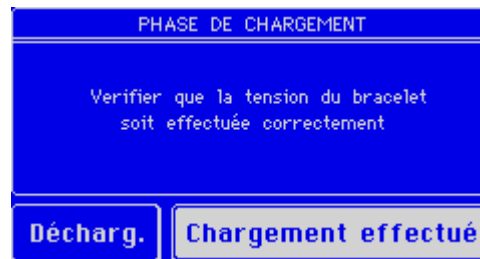 PHASE DE CHARGEMENT
Verifier que la tension du bracelet
soit effectuée correctement
Décharg. Chargement effectué